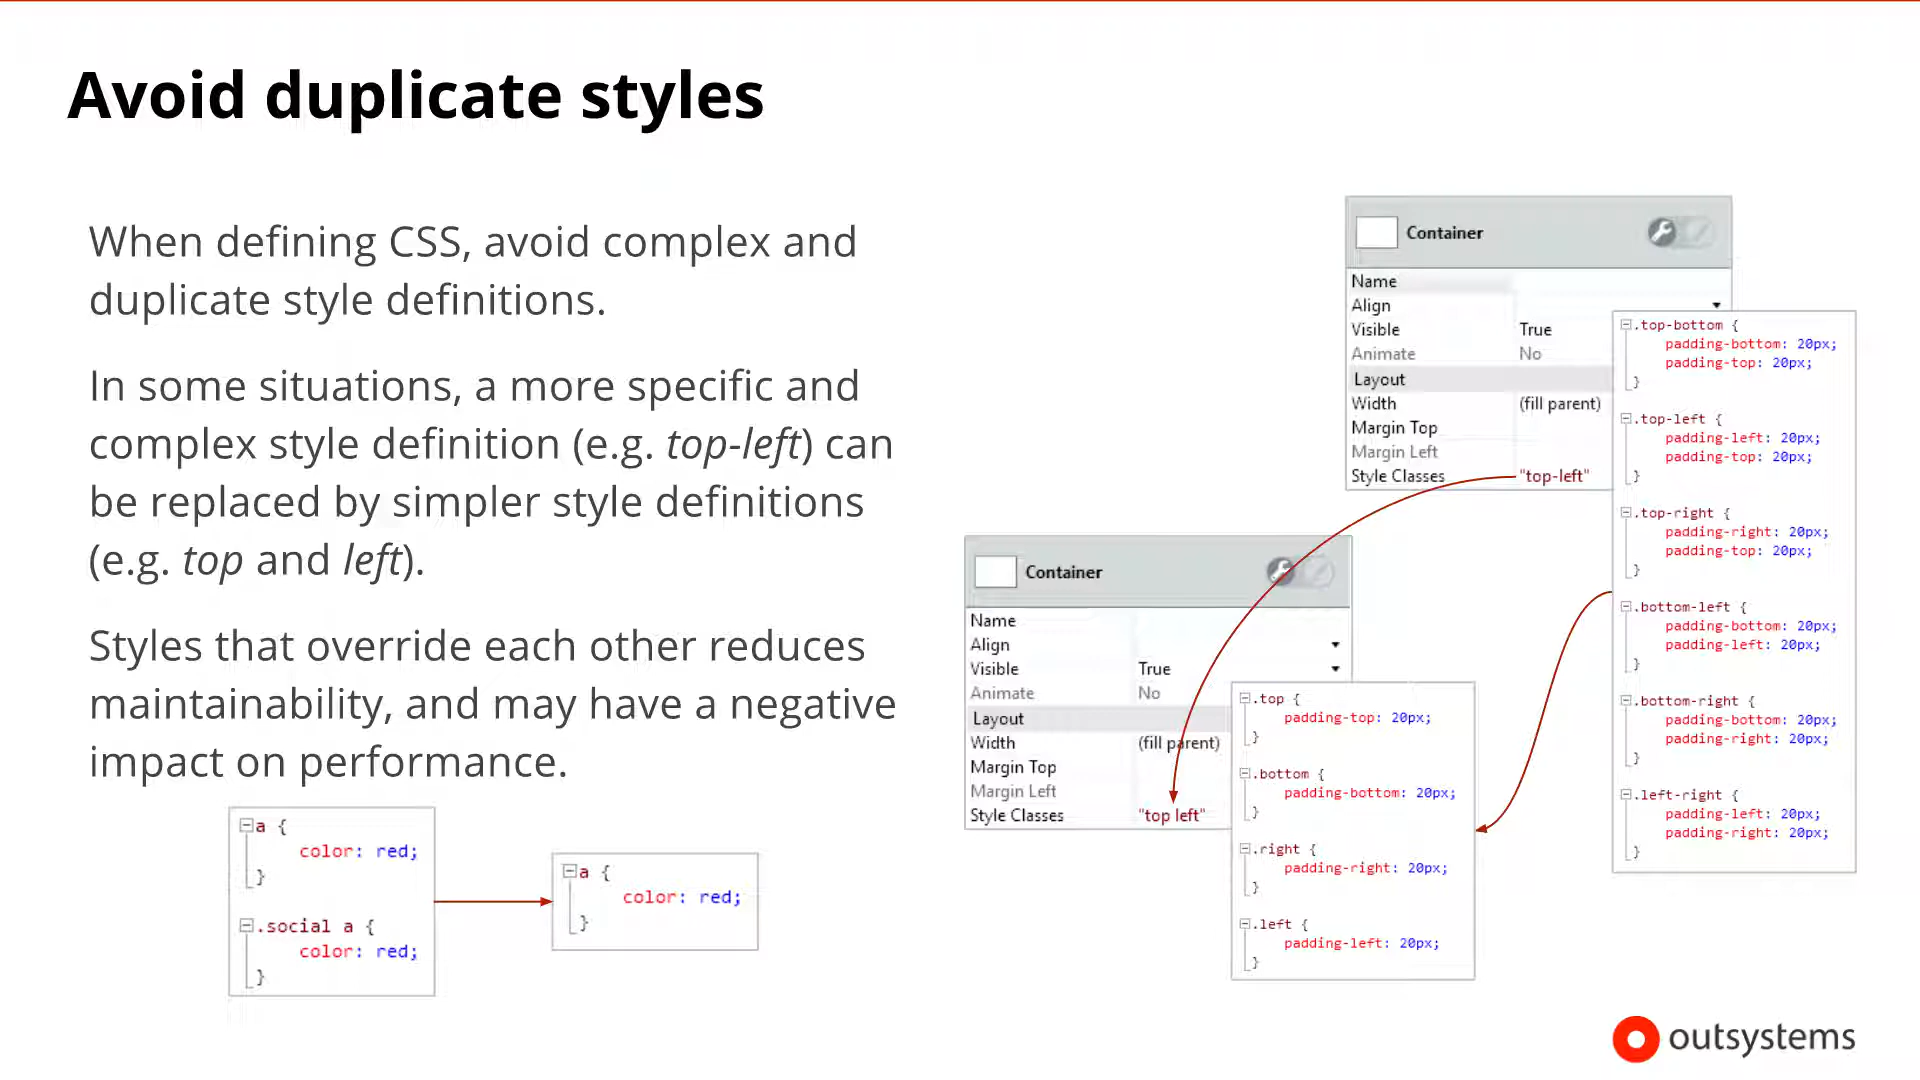 Avoid duplicate styles
When defining CSS, avoid complex and
duplicate style definitions.
In some situations, a more specific and
complex style definition (e.g. top-left) can
be replaced by simpler style definitions
(e.g. top and left).
Styles that override each other reduces
maintainability, and may have a negative
impact on performance.
a {
color: red;
}
.social a {
color: red;
}
a {
color: red;
}
Container
Name
Align
Visible True
Animate No
Layout
Width (fill parent)
Margin Top
Margin Left
Style Classes "top-left"
.top-bottom {
padding-bottom: 20px;
padding-top: 20px;
}
.top-left {
padding-left: 20px;
padding-top: 20px;
}
.top-right {
padding-right: 20px;
padding-top: 20px;
}
.bottom-left {
padding-bottom: 20px;
padding-left: 20px;
}
.bottom-right {
padding-bottom: 20px;
padding-right: 20px;
}
.left-right {
padding-left: 20px;
padding-right: 20px;
}
Container
Name
Align
Visible True
Animate No
Layout
Width (fill parent)
Margin Top
Margin Left
Style Classes "top left"
.top {
padding-top: 20px;
}
.bottom {
padding-bottom: 20px;
}
.right {
padding-right: 20px;
}
.left {
padding-left: 20px;
}
outsystems